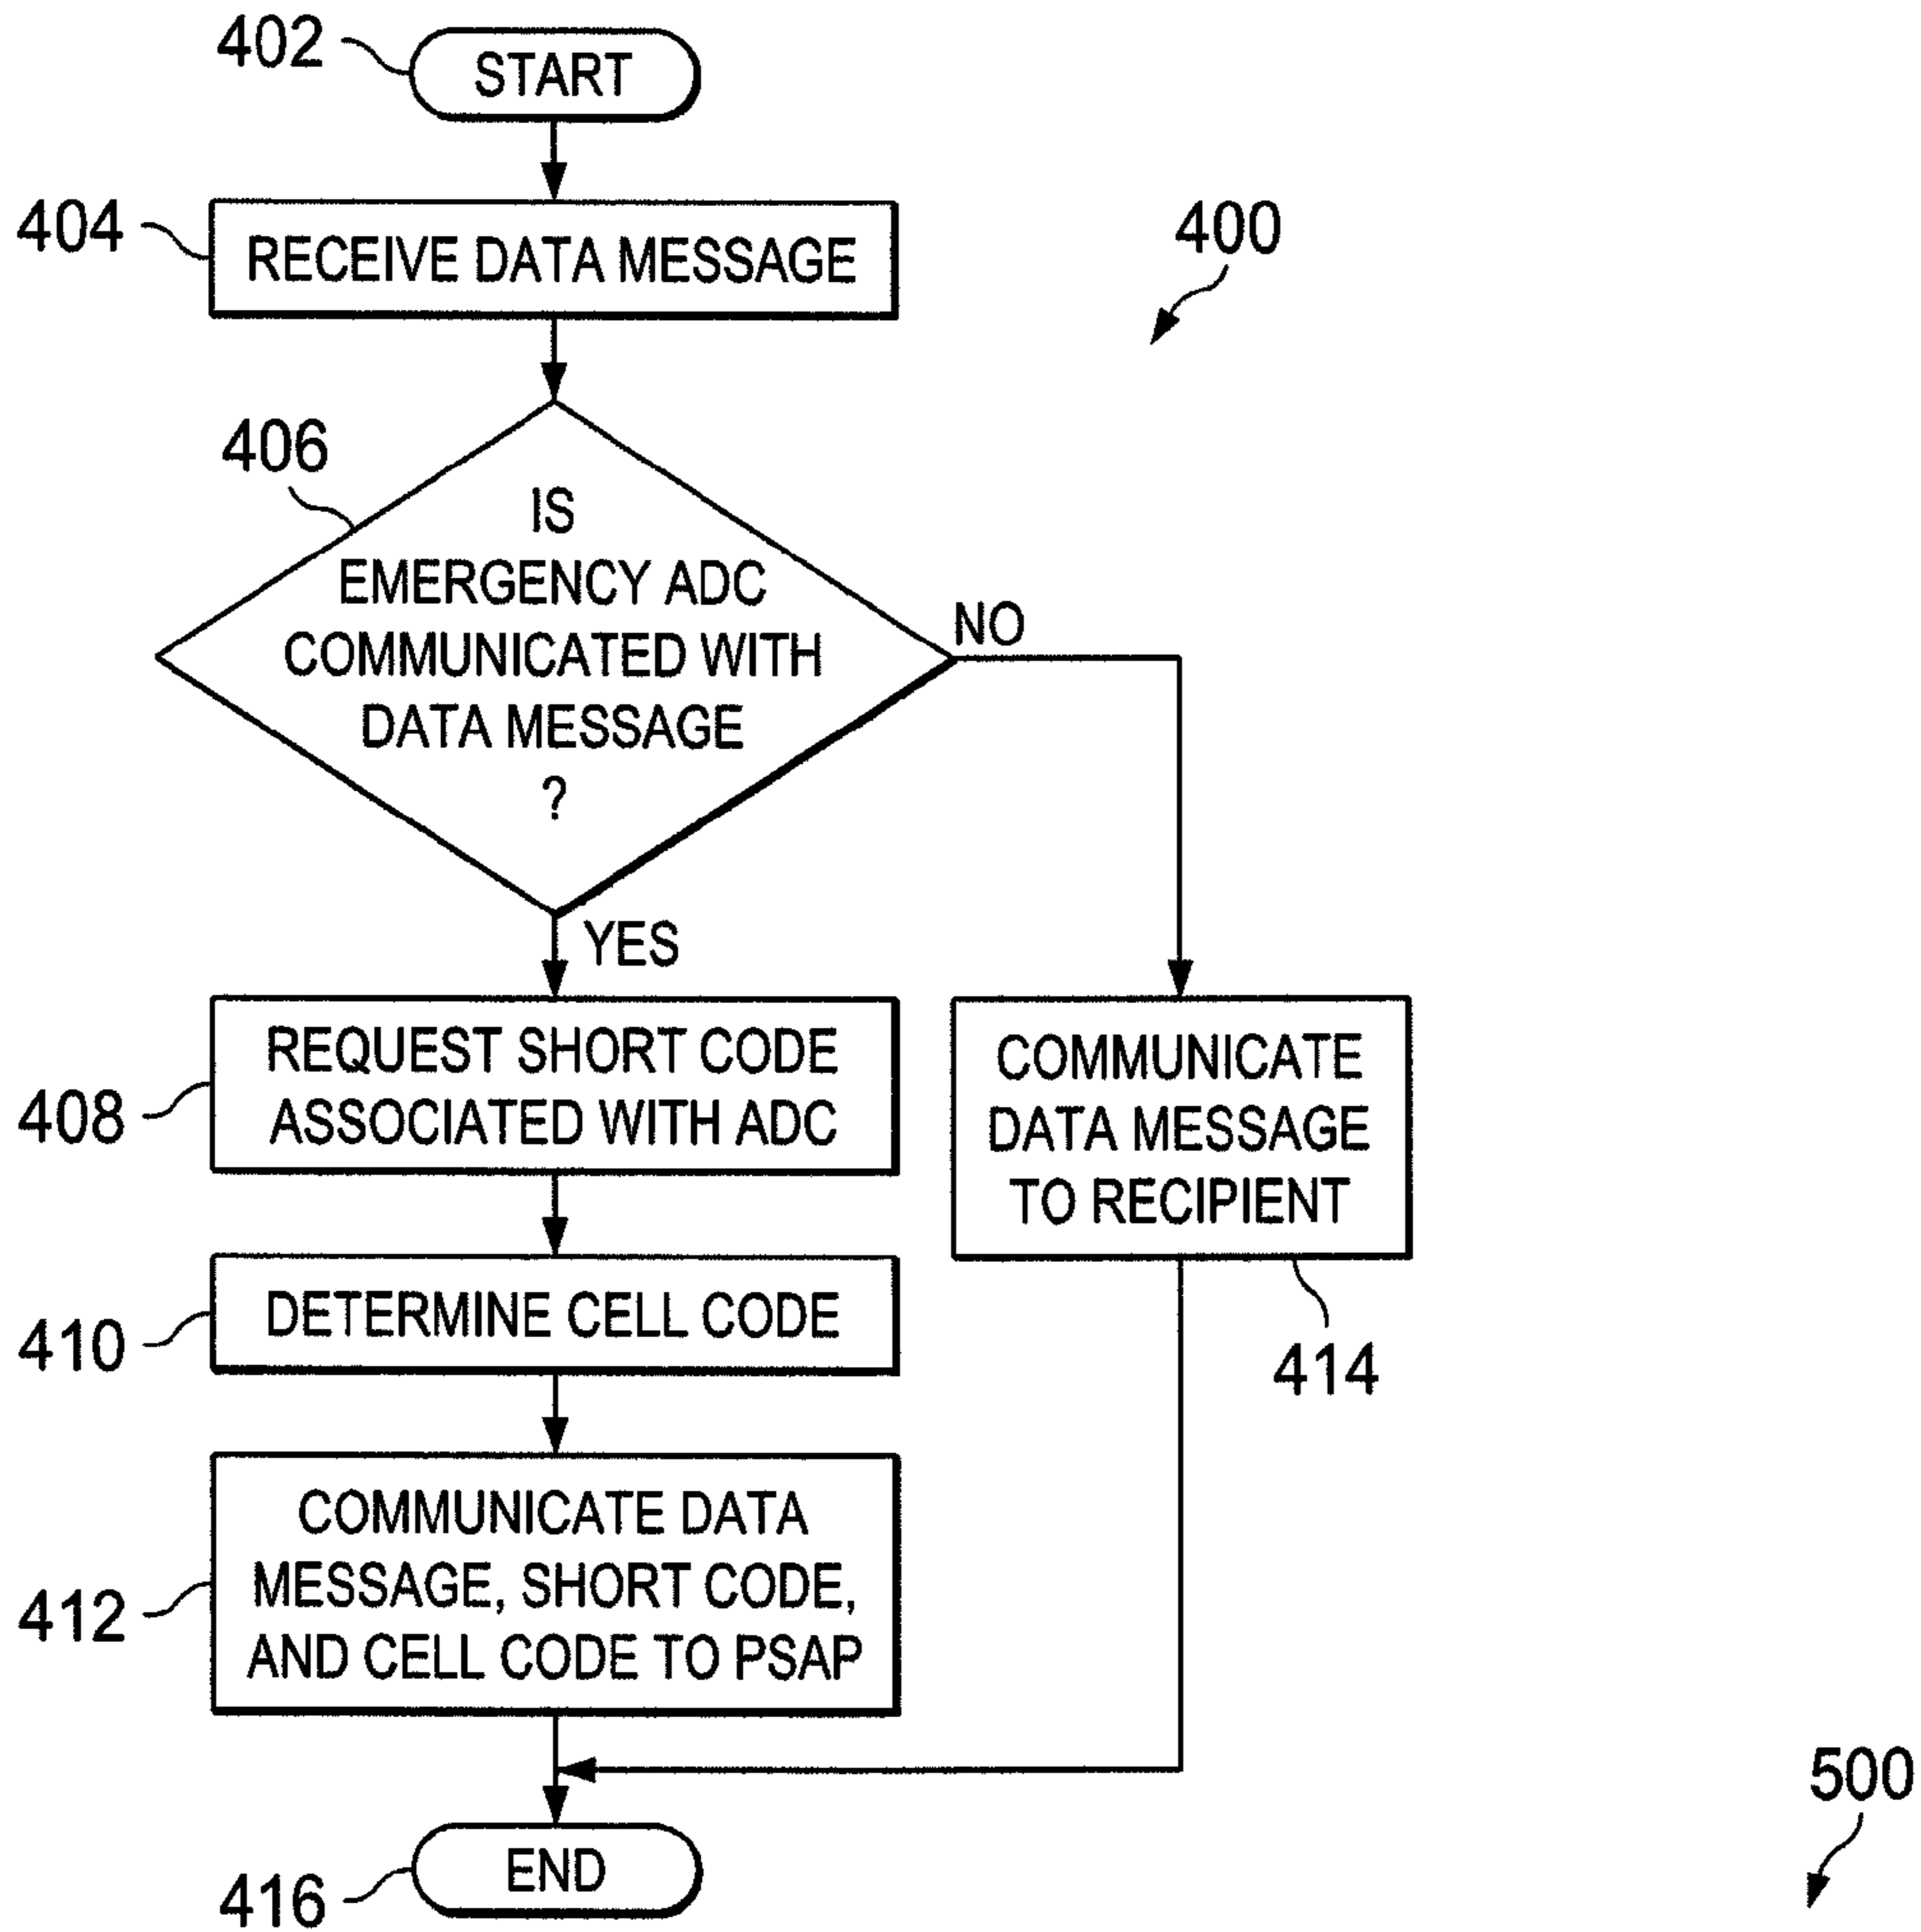 402
START
404
RECEIVE DATA MESSAGE
400
406
IS
EMERGENCY ADC
COMMUNICATED WITH
DATA MESSAGE
?
NO
YES
408
REQUEST SHORT CODE
ASSOCIATED WITH ADC
COMMUNICATE
DATA MESSAGE
TO RECIPIENT
414
410
DETERMINE CELL CODE
412
COMMUNICATE DATA
MESSAGE, SHORT CODE,
AND CELL CODE TO PSAP
416
END
500